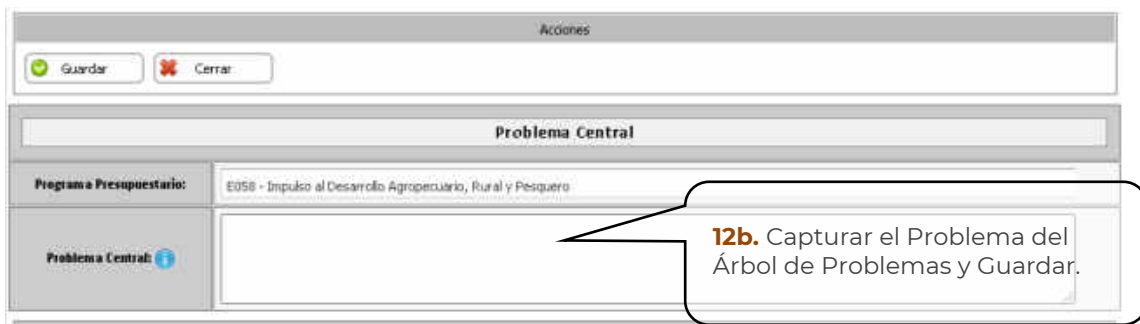 Acciones
Guardar Cerrar
Problema Central
Programa Presupuestario: E058 - Impulso al Desarrollo Agropecuario, Rural y Pesquero
12b. Capturar el Problema del
Problema Central: Árbol de Problemas y Guardar.